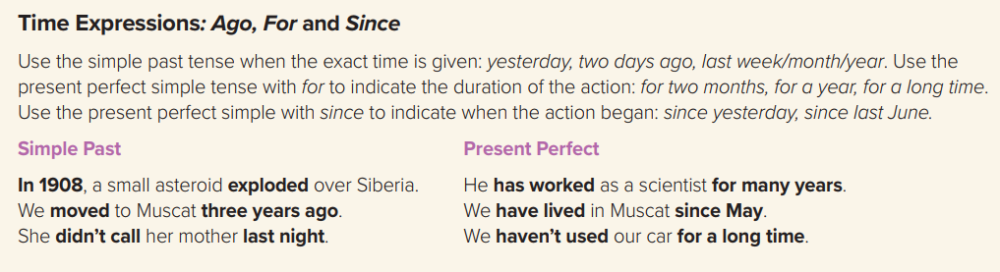 Time Expressions: Ago, For and Since
Use the simple past tense when the exact time is given: yesterday, two days ago, last week/month/year. Use the
present perfect simple tense with for to indicate the duration of the action: for two months, for a year, for a long time.
Use the present perfect simple with since to indicate when the action began: since yesterday, since last June.
Simple Past
In 1908, a small asteroid exploded over Siberia.
We moved to Muscat three years ago.
She didn’t call her mother last night.
Present Perfect
He has worked as a scientist for many years.
We have lived in Muscat since May.
We haven’t used our car for a long time.